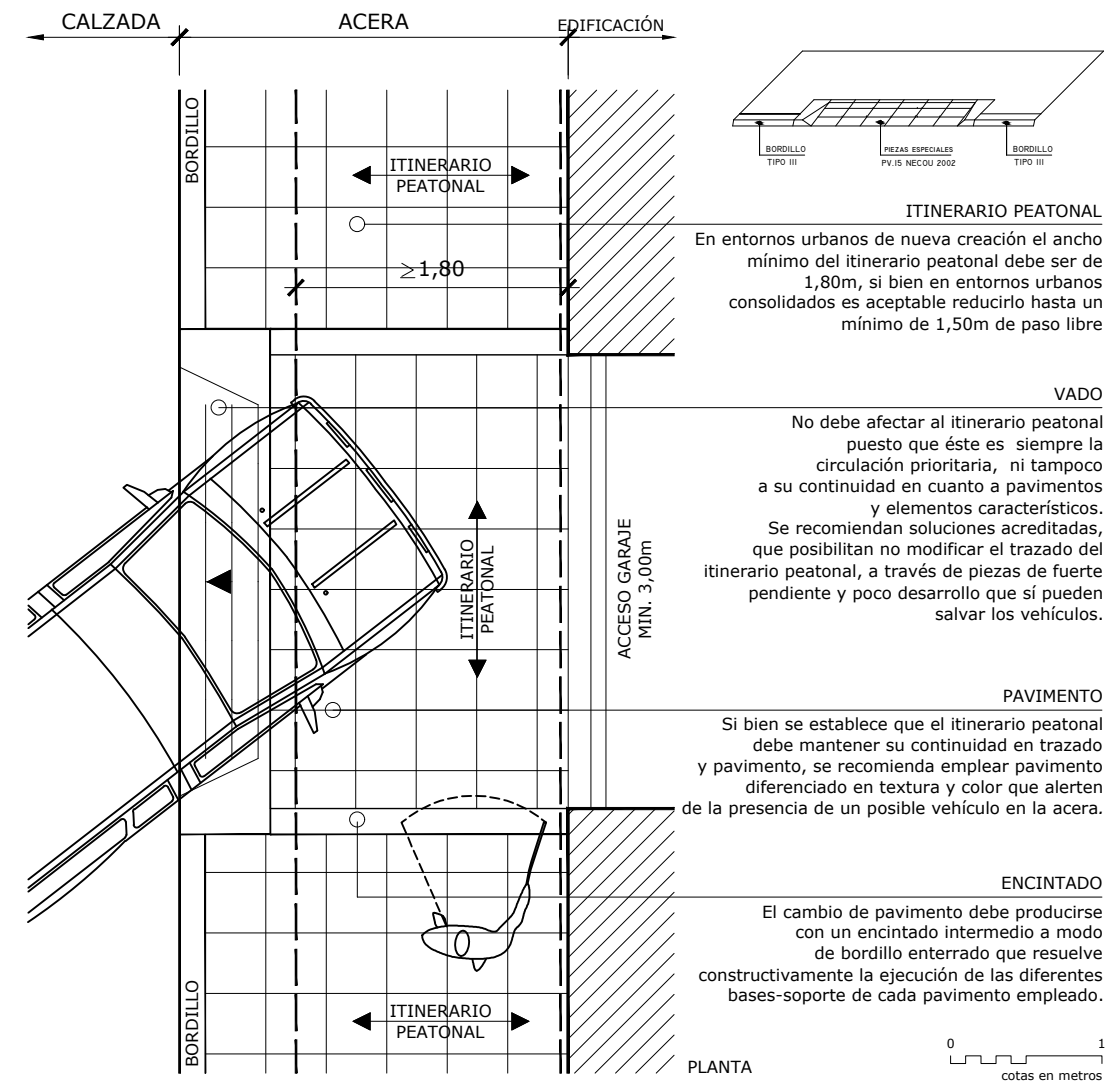 CALZADA
ACERA
EDIFICACIÓN
BORDILLO
ITINERARIO
PEATONAL
≥1,80
BORDILLO
TIPO III
PIEZAS ESPECIALES
PV.15 NECOU 2002
BORDILLO
TIPO III
ITINERARIO PEATONAL
En entornos urbanos de nueva creación el ancho
mínimo del itinerario peatonal debe ser de
1,80m, si bien en entornos urbanos
consolidados es aceptable reducirlo hasta un
mínimo de 1,50m de paso libre
VADO
No debe afectar al itinerario peatonal
puesto que éste es siempre la
circulación prioritaria, ni tampoco
a su continuidad en cuanto a pavimentos
y elementos característicos.
Se recomiendan soluciones acreditadas,
que posibilitan no modificar el trazado del
itinerario peatonal, a través de piezas de fuerte
pendiente y poco desarrollo que sí pueden
salvar los vehículos.
ITINERARIO
PEATONAL
ACCESO GARAJE
MIN. 3,00m
PAVIMENTO
Si bien se establece que el itinerario peatonal
debe mantener su continuidad en trazado
y pavimento, se recomienda emplear pavimento
diferenciado en textura y color que alerten
de la presencia de un posible vehículo en la acera.
ENCINTADO
El cambio de pavimento debe producirse
con un encintado intermedio a modo
de bordillo enterrado que resuelve
constructivamente la ejecución de las diferentes
bases-soporte de cada pavimento empleado.
BORDILLO
ITINERARIO
PEATONAL
PLANTA
0 1
cotas en metros